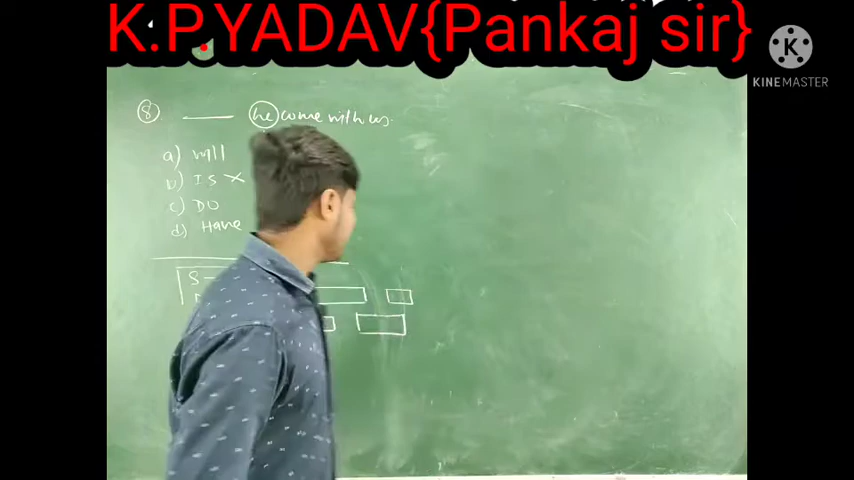 K.P.YADAV{Pankaj sir}
K
KINEMASTER
⑧ ____ he come with us.
a) will
b) Is ×
c) DO
d) Have
S